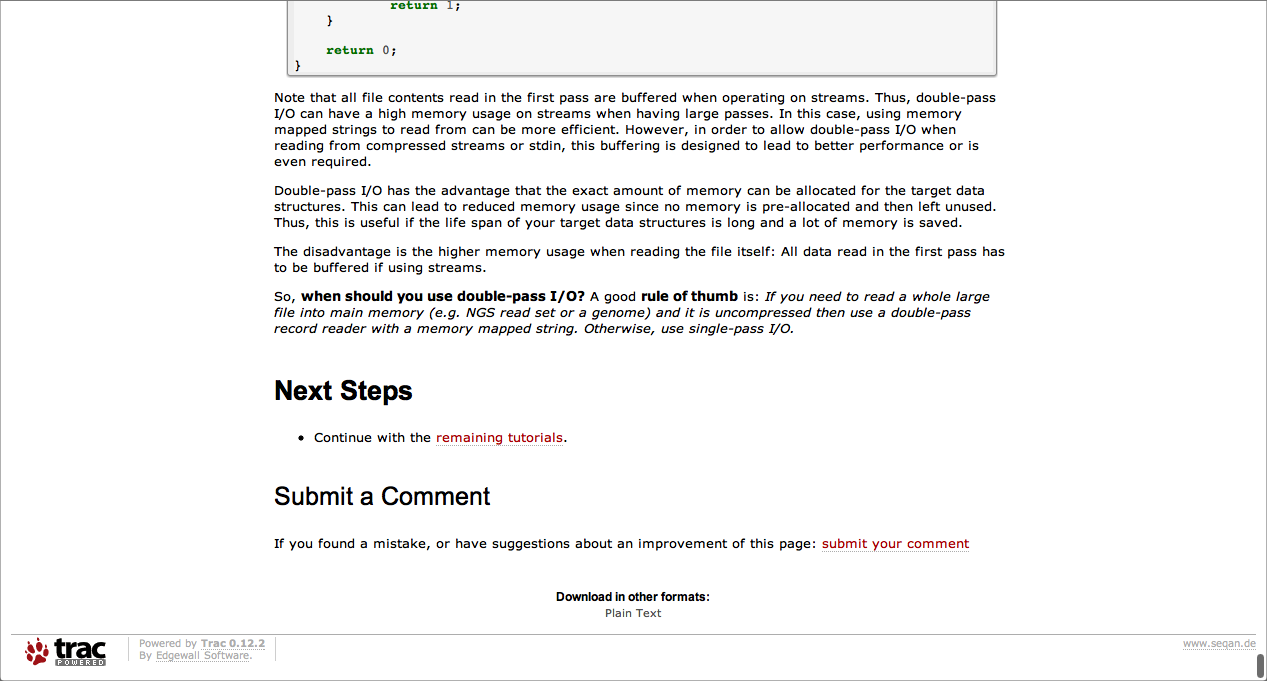 return 1;
}
return 0;
}
Note that all file contents read in the first pass are buffered when operating on streams. Thus, double-pass
I/O can have a high memory usage on streams when having large passes. In this case, using memory
mapped strings to read from can be more efficient. However, in order to allow double-pass I/O when
reading from compressed streams or stdin, this buffering is designed to lead to better performance or is
even required.
Double-pass I/O has the advantage that the exact amount of memory can be allocated for the target data
structures. This can lead to reduced memory usage since no memory is pre-allocated and then left unused.
Thus, this is useful if the life span of your target data structures is long and a lot of memory is saved.
The disadvantage is the higher memory usage when reading the file itself: All data read in the first pass has
to be buffered if using streams.
So, when should you use double-pass I/O? A good rule of thumb is: If you need to read a whole large
file into main memory (e.g. NGS read set or a genome) and it is uncompressed then use a double-pass
record reader with a memory mapped string. Otherwise, use single-pass I/O.
Next Steps
• Continue with the remaining tutorials.
Submit a Comment
If you found a mistake, or have suggestions about an improvement of this page: submit your comment
Download in other formats:
Plain Text
trac
POWERED
Powered by Trac 0.12.2
By Edgewall Software.
www.seqan.de